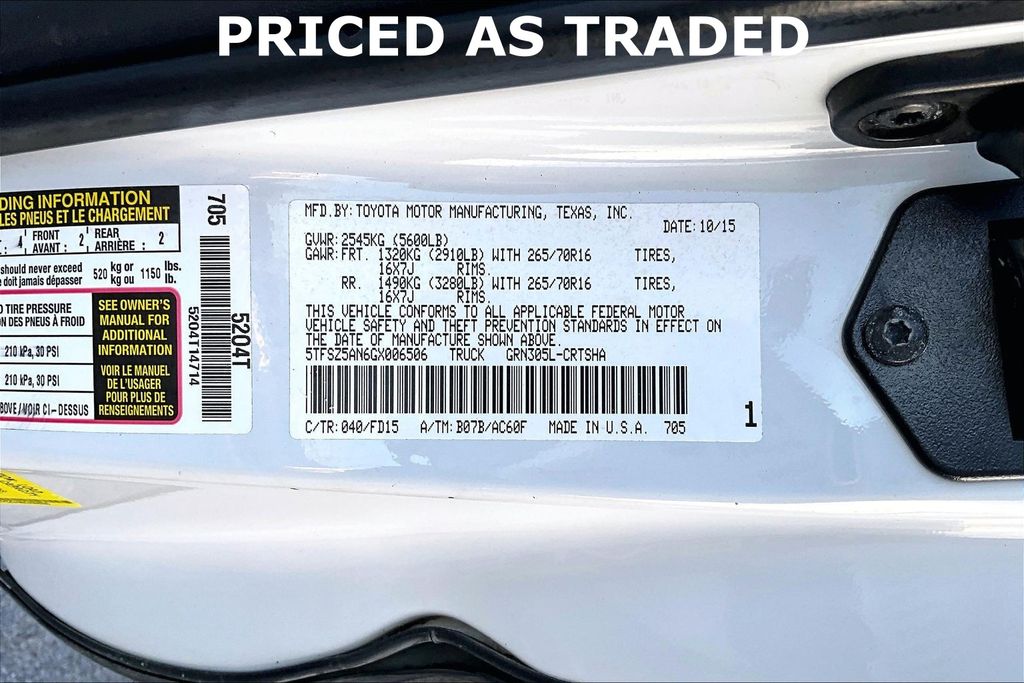 PRICED AS TRADED
DING INFORMATION
LES PNEUS ET LE CHARGEMENT
4 FRONT AVANT : 2 REAR ARRIÈRE : 2
should never exceed 520 kg or 1150 lbs.
e doit jamais dépasser kg ou lb.
D TIRE PRESSURE
ON DES PNEUS À FROID
210 kPa, 30 PSI
210 kPa, 30 PSI
BOVE/VOIR CI-DESSUS
SEE OWNER'S
MANUAL FOR
ADDITIONAL
INFORMATION
VOIR LE MANUEL
DE L'USAGER
POUR PLUS DE
RENSEIGNEMENTS
705
5204T
5204T14714
MFD.BY:TOYOTA MOTOR MANUFACTURING, TEXAS, INC.
DATE:10/15
GVWR:2545KG (5600LB)
GAWR:FRT. 1320KG (2910LB) WITH 265/70R16 TIRES,
16X7J RIMS.
RR. 1490KG (3280LB) WITH 265/70R16 TIRES,
16X7J RIMS.
THIS VEHICLE CONFORMS TO ALL APPLICABLE FEDERAL MOTOR
VEHICLE SAFETY AND THEFT PREVENTION STANDARDS IN EFFECT ON
THE DATE OF MANUFACTURE SHOWN ABOVE.
5TFSZ5AN6GX006506 TRUCK GRN305L-CRTSHA
C/TR:040/FD15 A/TM:B07B/AC60F MADE IN U.S.A. 705
1